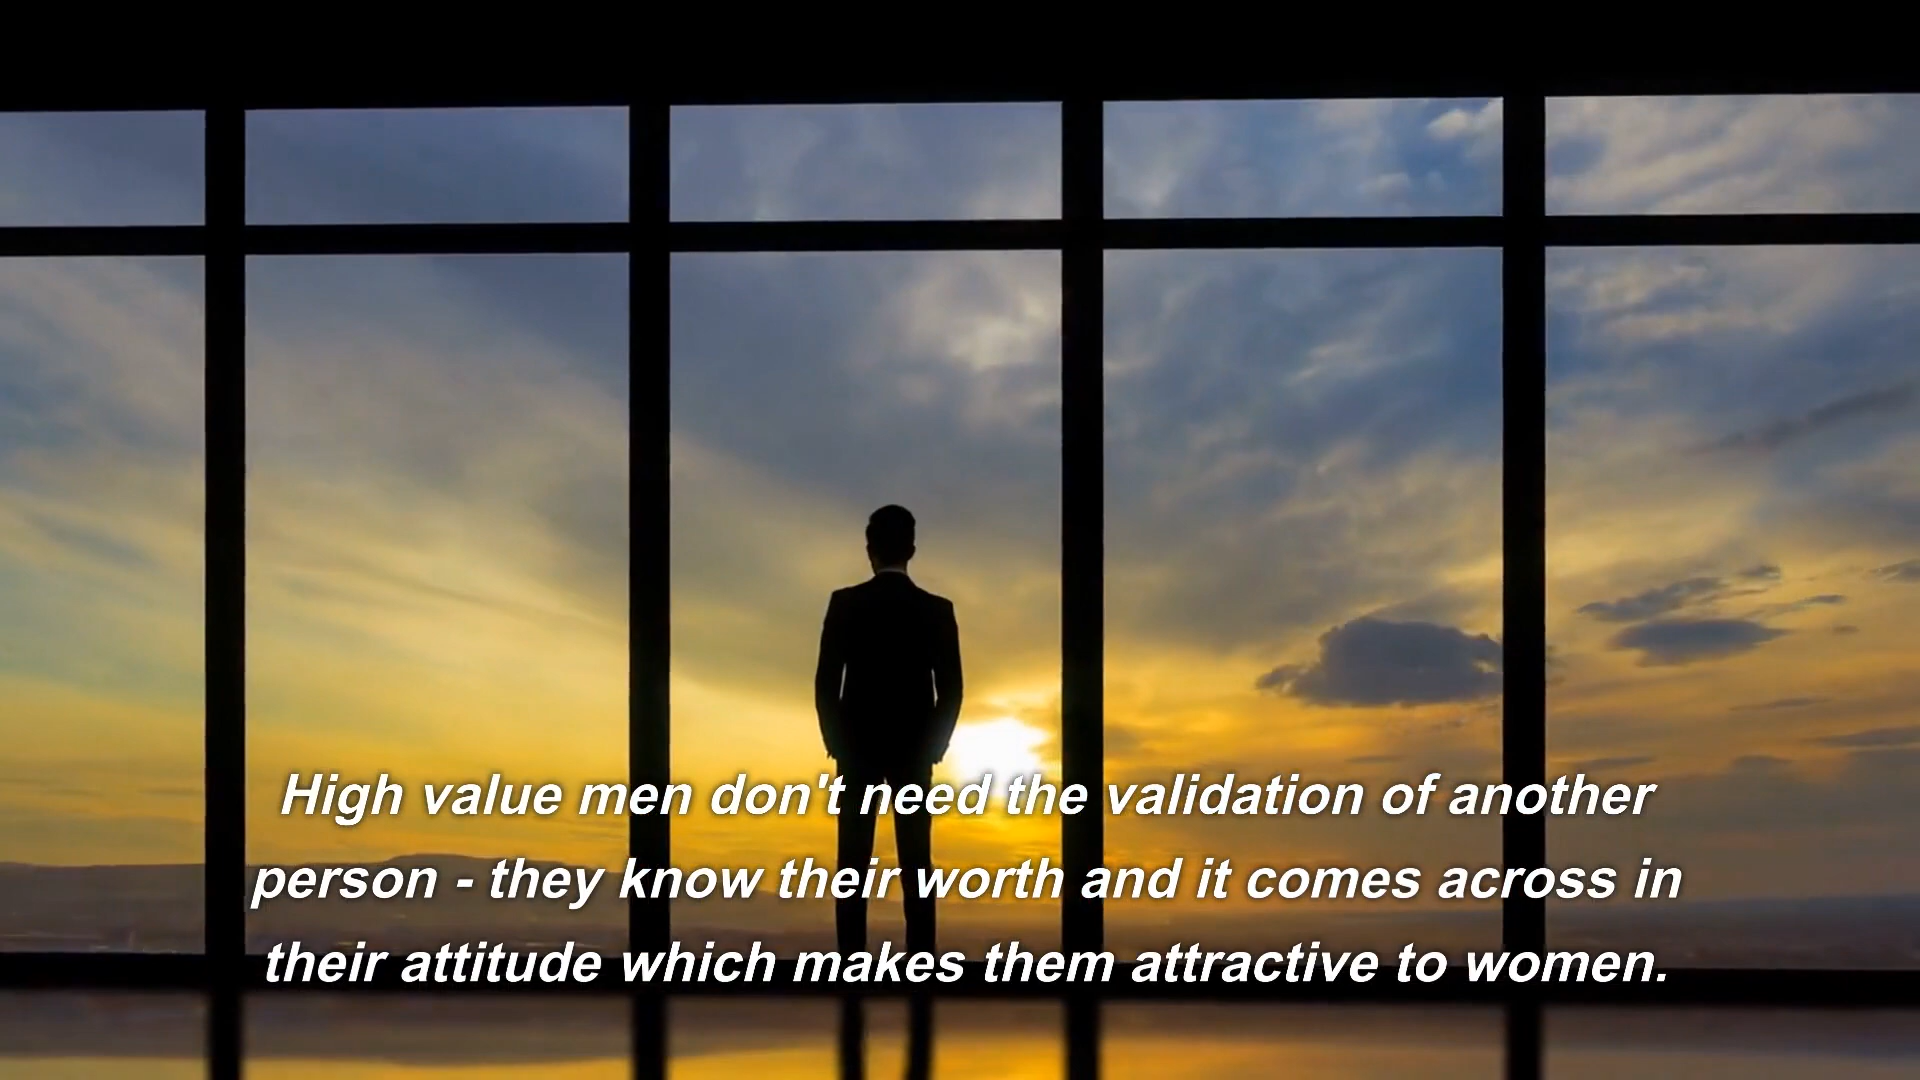 High value men don't need the validation of another
person - they know their worth and it comes across in
their attitude which makes them attractive to women.